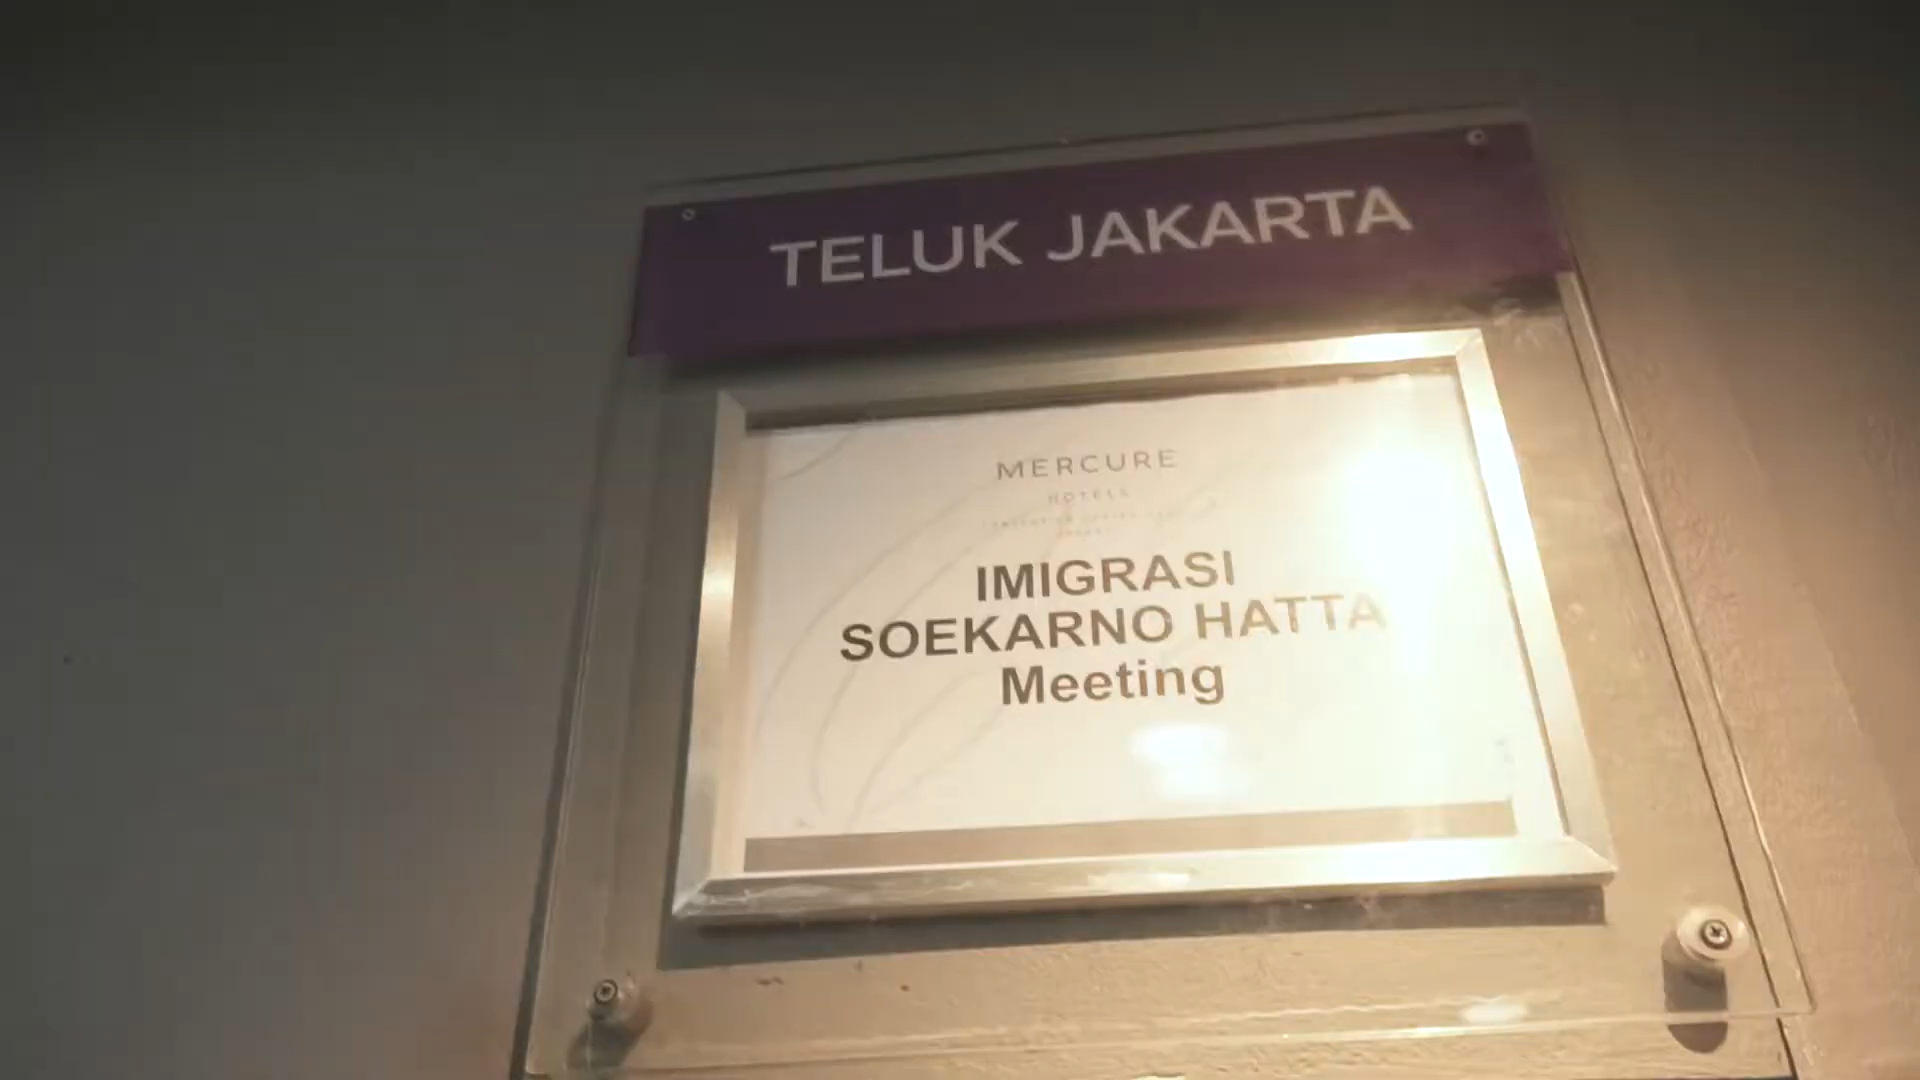 TELUK JAKARTA
MERCURE
HOTELS
IMIGRASI
SOEKARNO HATTA
Meeting